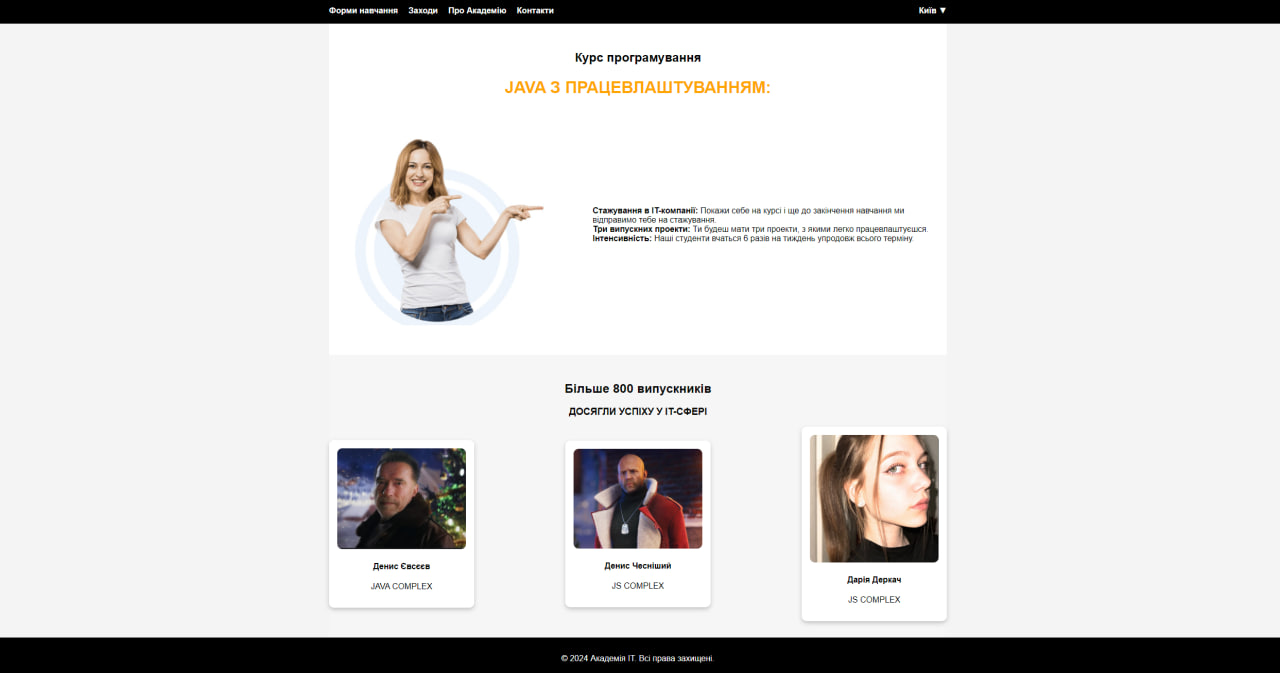 Форми навчання Заходи Про Академію Контакти Київ ▼
Курс програмування
JAVA З ПРАЦЕВЛАШТУВАННЯМ:
Стажування в IT-компанії: Покажи себе на курсі і ще до закінчення навчання ми
відправимо тебе на стажування.
Три випускних проекти: Ти будеш мати три проекти, з якими легко працевлаштуєшся.
Інтенсивність: Наші студенти вчаться 6 разів на тиждень упродовж всього терміну.
Більше 800 випускників
ДОСЯГЛИ УСПІХУ У IT-СФЕРІ
Денис Євсєєв
JAVA COMPLEX
Денис Чесніший
JS COMPLEX
Дарія Деркач
JS COMPLEX
© 2024 Академія IT. Всі права захищені.